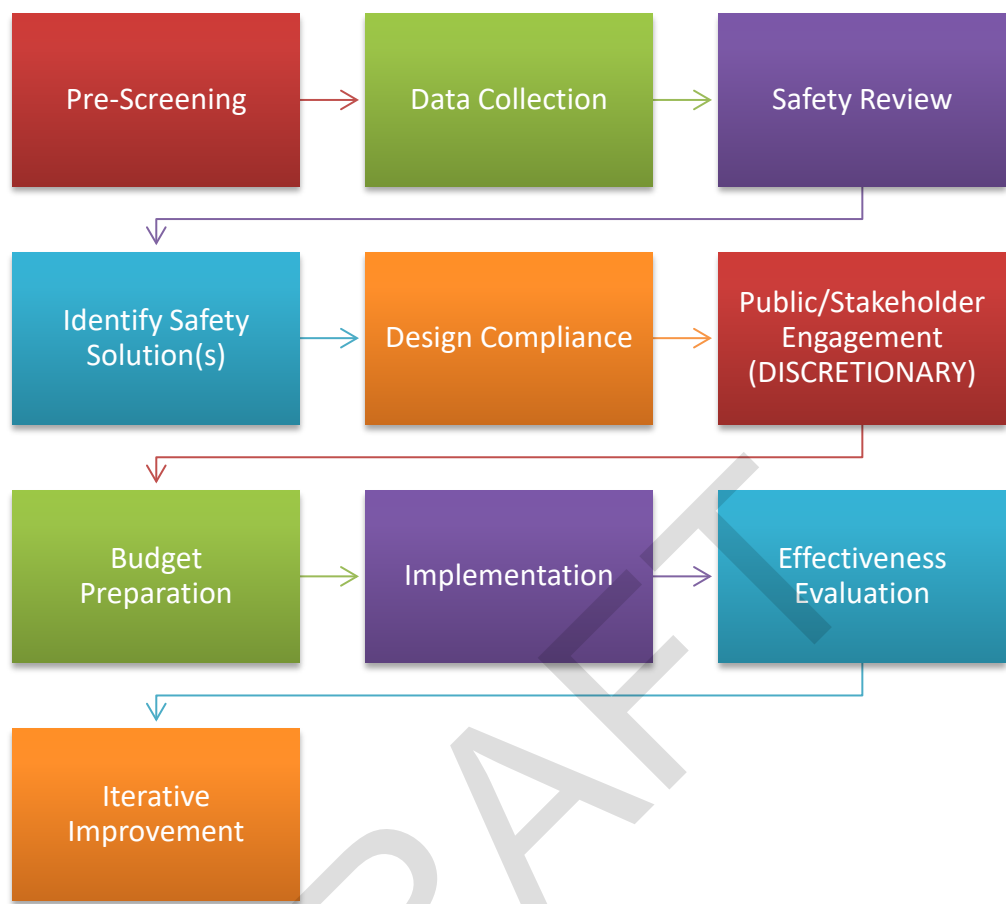 Pre-Screening
Data Collection
Safety Review
Identify Safety
Solution(s)
Design Compliance
Public/Stakeholder
Engagement
(DISCRETIONARY)
Budget
Preparation
Implementation
Effectiveness
Evaluation
Iterative
Improvement
RAFT